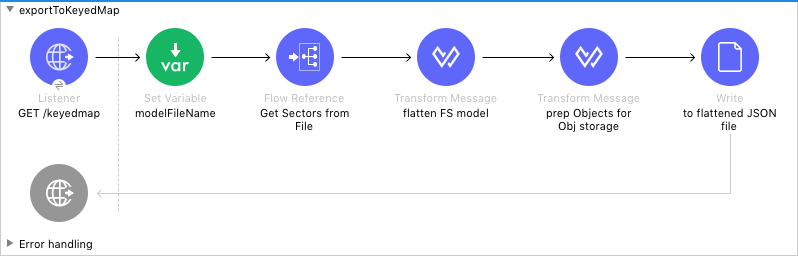 exportToKeyedMap
var
Listener
GET /keyedmap
Set Variable
modelFileName
Flow Reference
Get Sectors from
File
Transform Message
flatten FS model
Transform Message
prep Objects for
Obj storage
Write
to flattened JSON
file
Error handling